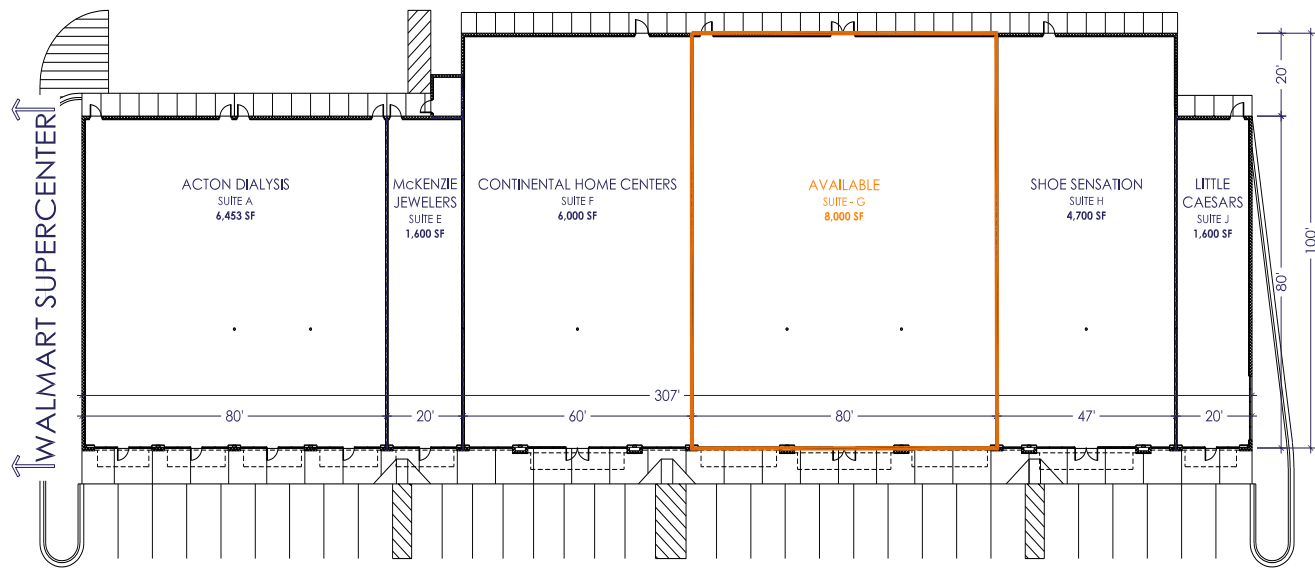 WALMART SUPERCENTER
ACTON DIALYSIS
SUITE A
6,453 SF
McKENZIE
JEWELERS
SUITE E
1,600 SF
CONTINENTAL HOME CENTERS
SUITE F
6,000 SF
AVAILABLE
SUITE - G
8,000 SF
SHOE SENSATION
SUITE H
4,700 SF
LITTLE
CAESARS
SUITE J
1,600 SF
20'
80'
100'
307'
80'
20'
60'
80'
47'
20'